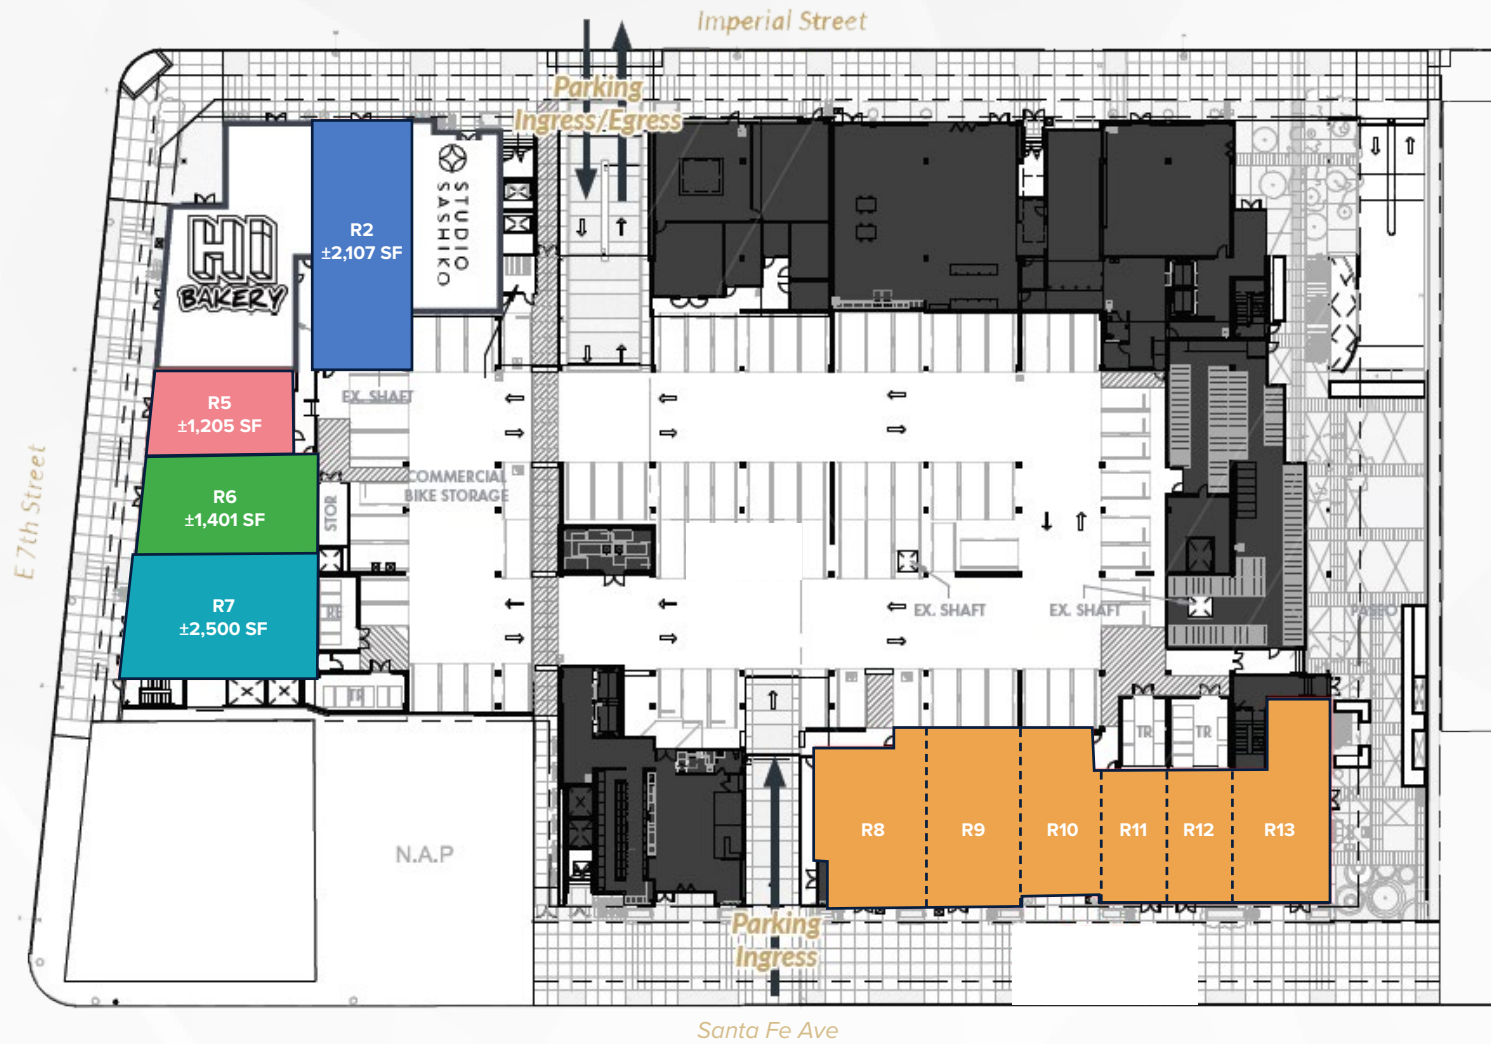 Imperial Street
Parking
Ingress/Egress
HI
BAKERY
R2
±2,107 SF
STUDIO
SASHIKO
R5
±1,205 SF
EX. SHAFT
R6
±1,401 SF
COMMERCIAL
BIKE STORAGE
STOR
E 7th Street
R7
±2,500 SF
RE
EX. SHAFT
EX. SHAFT
PASEO
TR
TR
TR
R8
R9
R10
R11
R12
R13
N.A.P
Parking
Ingress
Santa Fe Ave